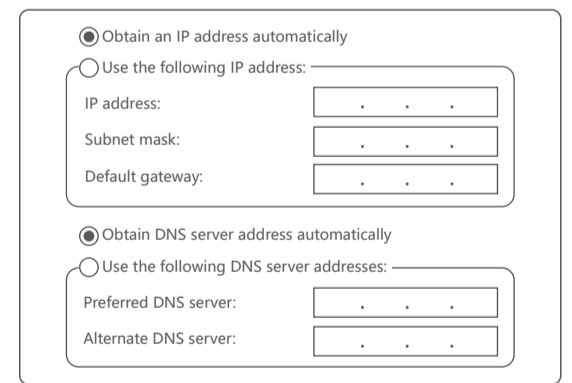 Obtain an IP address automatically
Use the following IP address:
IP address: . . .
Subnet mask: . . .
Default gateway: . . .
Obtain DNS server address automatically
Use the following DNS server addresses:
Preferred DNS server: . . .
Alternate DNS server: . . .